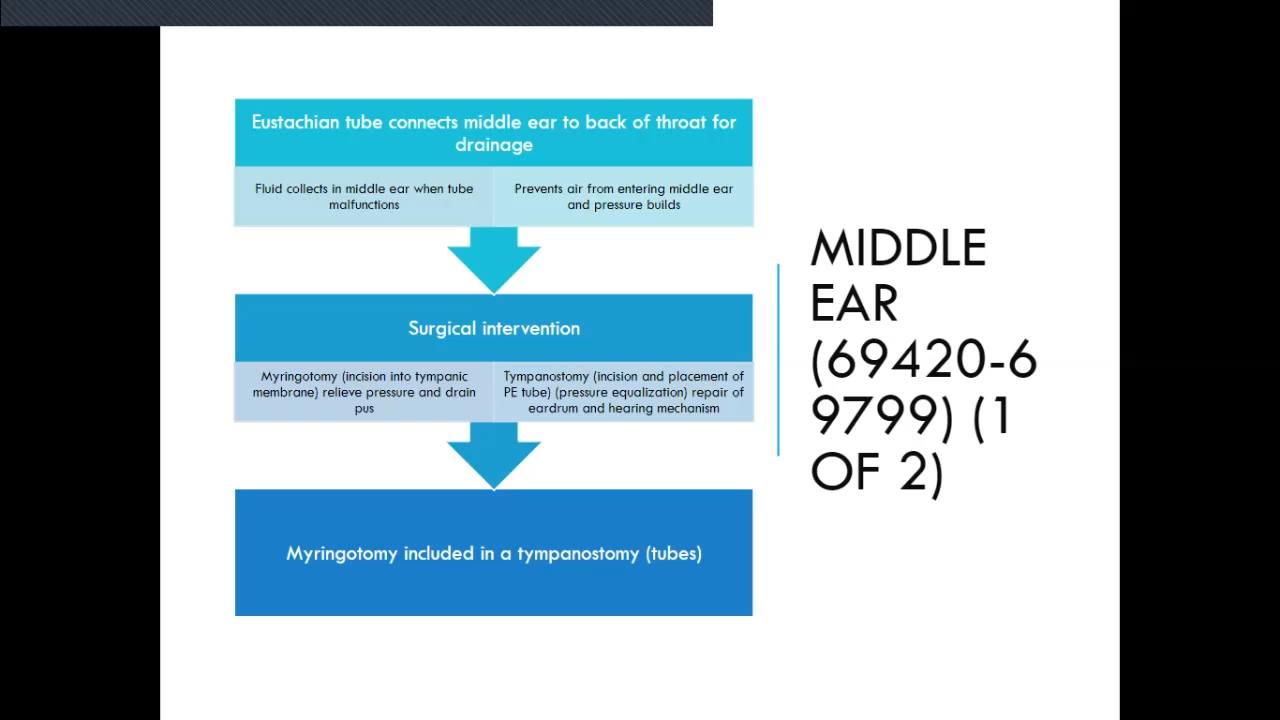 Eustachian tube connects middle ear to back of throat for
drainage
Fluid collects in middle ear when tube
malfunctions
Prevents air from entering middle ear
and pressure builds
Surgical intervention
Myringotomy (incision into tympanic
membrane) relieve pressure and drain
pus
Tympanostomy (incision and placement of
PE tube) (pressure equalization) repair of
eardrum and hearing mechanism
Myringotomy included in a tympanostomy (tubes)
MIDDLE
EAR
(69420-6
9799) (1
OF 2)